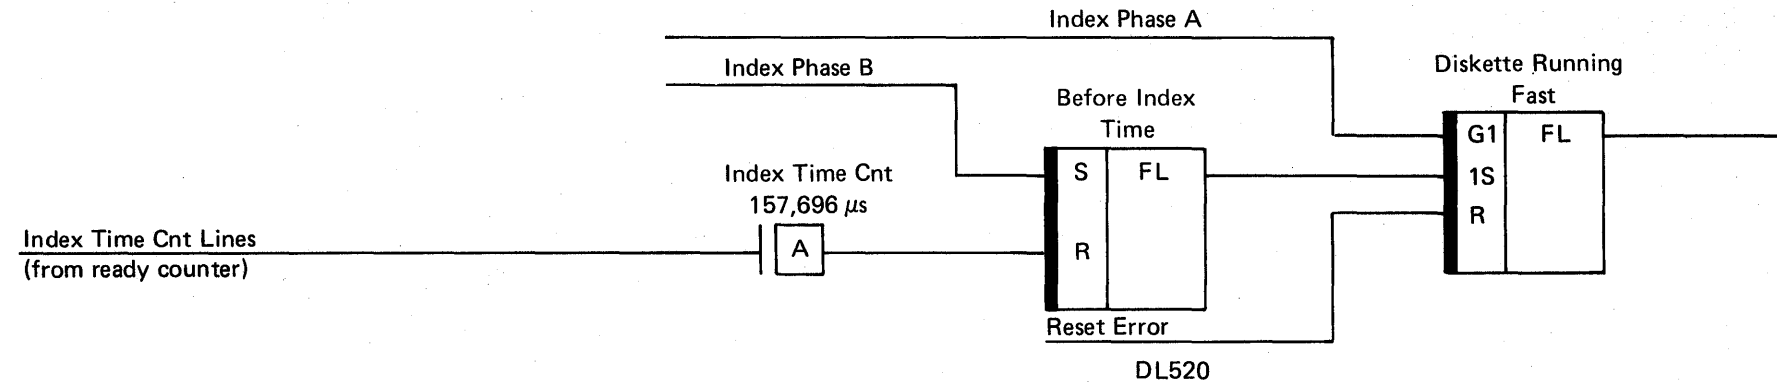 Index Phase A
Index Phase B
Diskette Running
Fast
Before Index
Time
G1 FL
1S
R
Index Time Cnt
157,696 µs
S FL
R
A
Index Time Cnt Lines
(from ready counter)
Reset Error
DL520